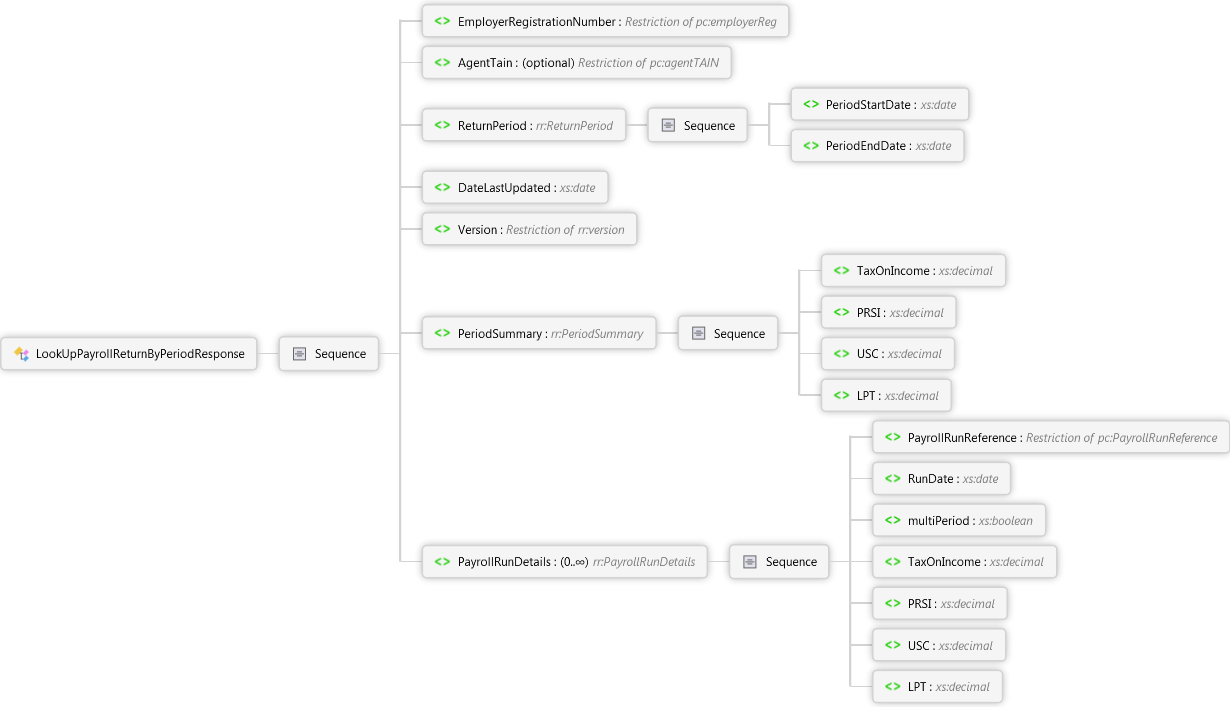 <> EmployerRegistrationNumber : Restriction of pc:employerReg
<> AgentTain : (optional) Restriction of pc:agentTAIN
<> PeriodStartDate : xs:date
<> ReturnPeriod : rr:ReturnPeriod
Sequence
<> PeriodEndDate : xs:date
<> DateLastUpdated : xs:date
<> Version : Restriction of rr:version
<> TaxOnIncome : xs:decimal
<> PRSI : xs:decimal
<> PeriodSummary : rr:PeriodSummary
Sequence
LookUpPayrollReturnByPeriodResponse
Sequence
<> USC : xs:decimal
<> LPT : xs:decimal
<> PayrollRunReference : Restriction of pc:PayrollRunReference
<> RunDate : xs:date
<> multiPeriod : xs:boolean
<> PayrollRunDetails : (0..∞) rr:PayrollRunDetails
Sequence
<> TaxOnIncome : xs:decimal
<> PRSI : xs:decimal
<> USC : xs:decimal
<> LPT : xs:decimal